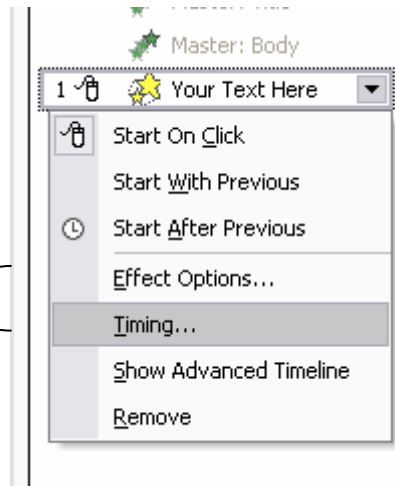 Master: Body
1 Your Text Here
Start On Click
Start With Previous
Start After Previous
Effect Options...
Timing...
Show Advanced Timeline
Remove